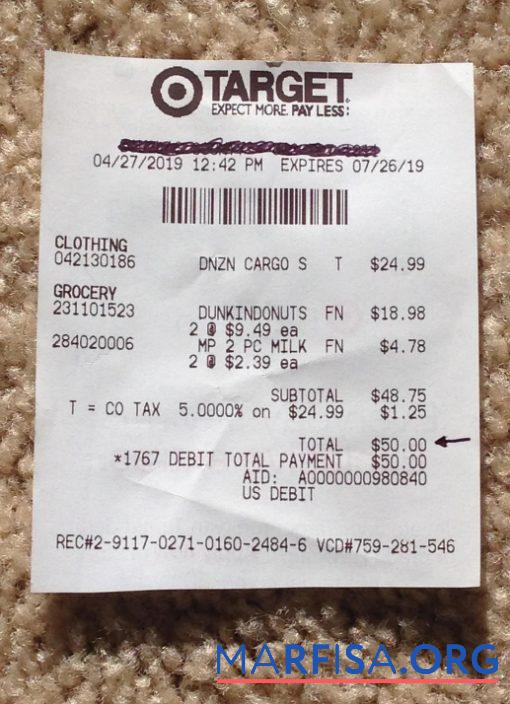 TARGET
EXPECT MORE. PAY LESS.
04/27/2019 12:42 PM EXPIRES 07/26/19
CLOTHING
042130186 DNZN CARGO S T $24.99
GROCERY
231101523 DUNKINDONUTS FN $18.98
2 @ $9.49 ea
284020006 MP 2 PC MILK FN $4.78
2 @ $2.39 ea
SUBTOTAL $48.75
T = CO TAX 5.0000% on $24.99 $1.25
TOTAL $50.00
*1767 DEBIT TOTAL PAYMENT $50.00
AID: A0000000980840
US DEBIT
REC#2-9117-0271-0160-2484-6 VCD#759-281-546
MARFISA.ORG